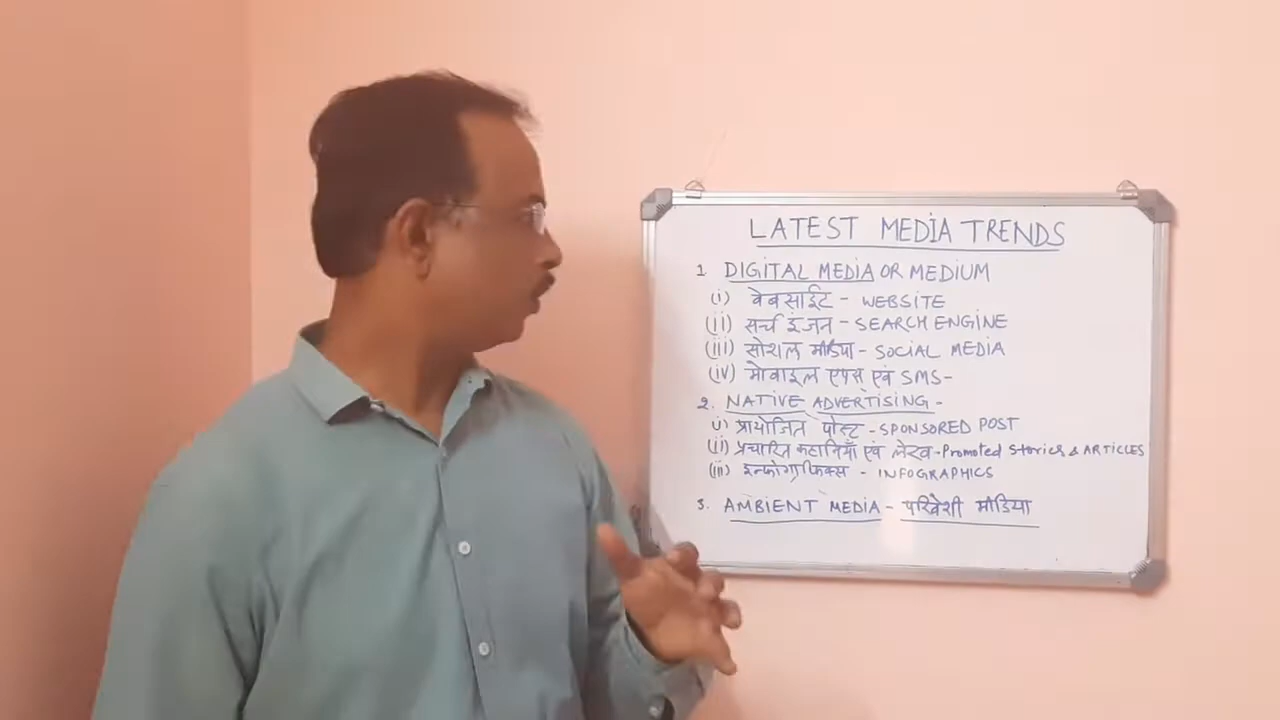 LATEST MEDIA TRENDS
1 DIGITAL MEDIA OR MEDIUM
(i) वेबसाईट - WEBSITE
(ii) सर्च इंजन - SEARCH ENGINE
(iii) सोशल मीडिया - SOCIAL MEDIA
(iv) मोबाइल एप्स एवं SMS-
2. NATIVE ADVERTISING -
i) प्रायोजित पोस्ट - SPONSORED POST
(ii) प्रचारित कहानियाँ एवं लेख - Promoted Stories & ARTICLES
(iii) इन्फोग्राफिक्स - INFOGRAPHICS
3. AMBIENT MEDIA - परिवेशी मीडिया